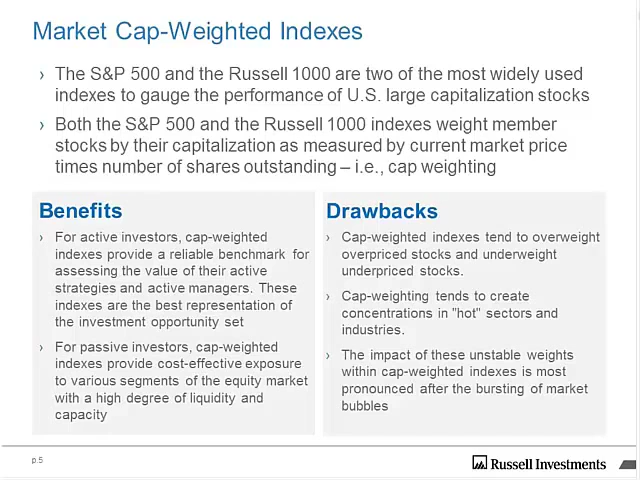 Market Cap-Weighted Indexes
› The S&P 500 and the Russell 1000 are two of the most widely used
indexes to gauge the performance of U.S. large capitalization stocks
› Both the S&P 500 and the Russell 1000 indexes weight member
stocks by their capitalization as measured by current market price
times number of shares outstanding – i.e., cap weighting
Benefits
› For active investors, cap-weighted
indexes provide a reliable benchmark for
assessing the value of their active
strategies and active managers. These
indexes are the best representation of
the investment opportunity set
› For passive investors, cap-weighted
indexes provide cost-effective exposure
to various segments of the equity market
with a high degree of liquidity and
capacity
Drawbacks
› Cap-weighted indexes tend to overweight
overpriced stocks and underweight
underpriced stocks.
› Cap-weighting tends to create
concentrations in "hot" sectors and
industries.
› The impact of these unstable weights
within cap-weighted indexes is most
pronounced after the bursting of market
bubbles
p.5
Russell Investments